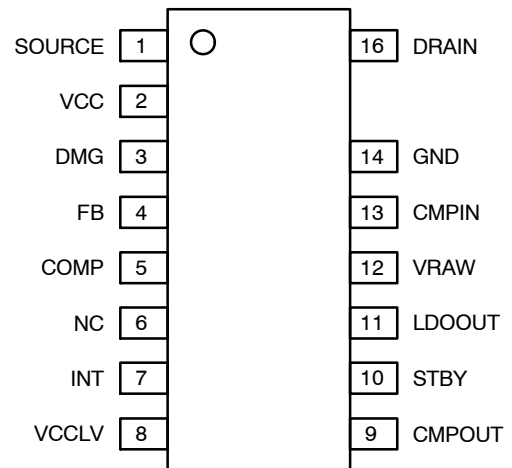 SOURCE 1 16 DRAIN
VCC 2
DMG 3 14 GND
FB 4 13 CMPIN
COMP 5 12 VRAW
NC 6 11 LDOOUT
INT 7 10 STBY
VCCLV 8 9 CMPOUT